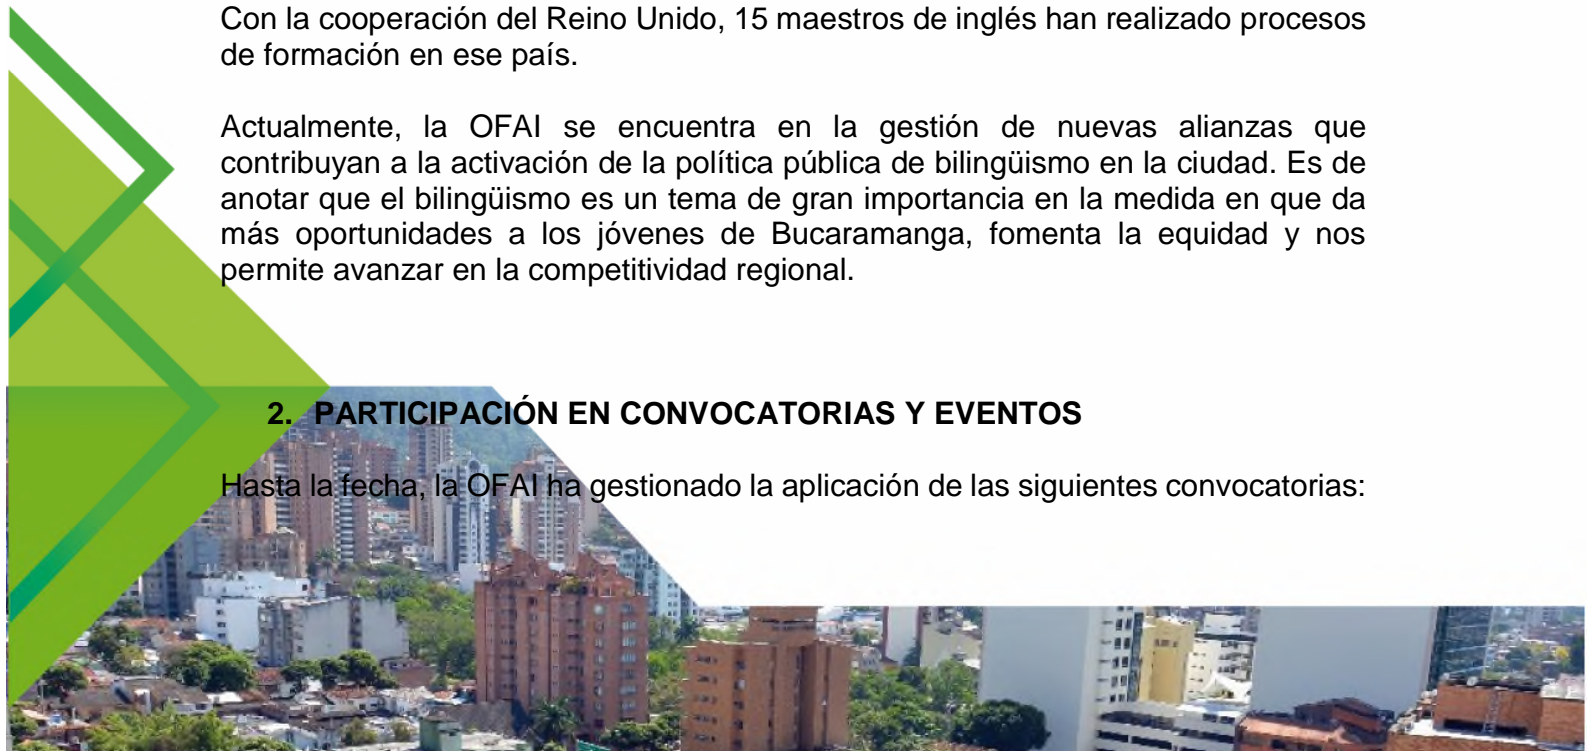 Con la cooperación del Reino Unido, 15 maestros de inglés han realizado procesos
de formación en ese país.
Actualmente, la OFAI se encuentra en la gestión de nuevas alianzas que
contribuyan a la activación de la política pública de bilingüismo en la ciudad. Es de
anotar que el bilingüismo es un tema de gran importancia en la medida en que da
más oportunidades a los jóvenes de Bucaramanga, fomenta la equidad y nos
permite avanzar en la competitividad regional.
2. PARTICIPACIÓN EN CONVOCATORIAS Y EVENTOS
Hasta la fecha, la OFAI ha gestionado la aplicación de las siguientes convocatorias: